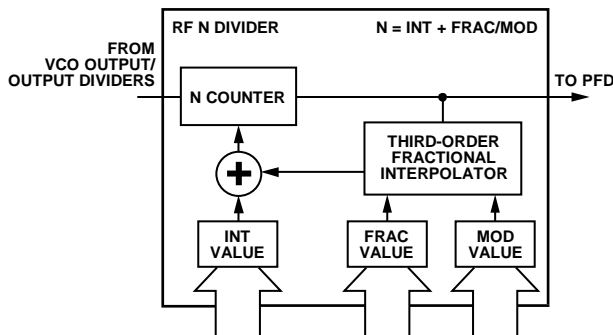 RF N DIVIDER
N = INT + FRAC/MOD
FROM
VCO OUTPUT/
OUTPUT DIVIDERS
TO PFD
N COUNTER
THIRD-ORDER
FRACTIONAL
INTERPOLATOR
+
INT
VALUE
FRAC
VALUE
MOD
VALUE